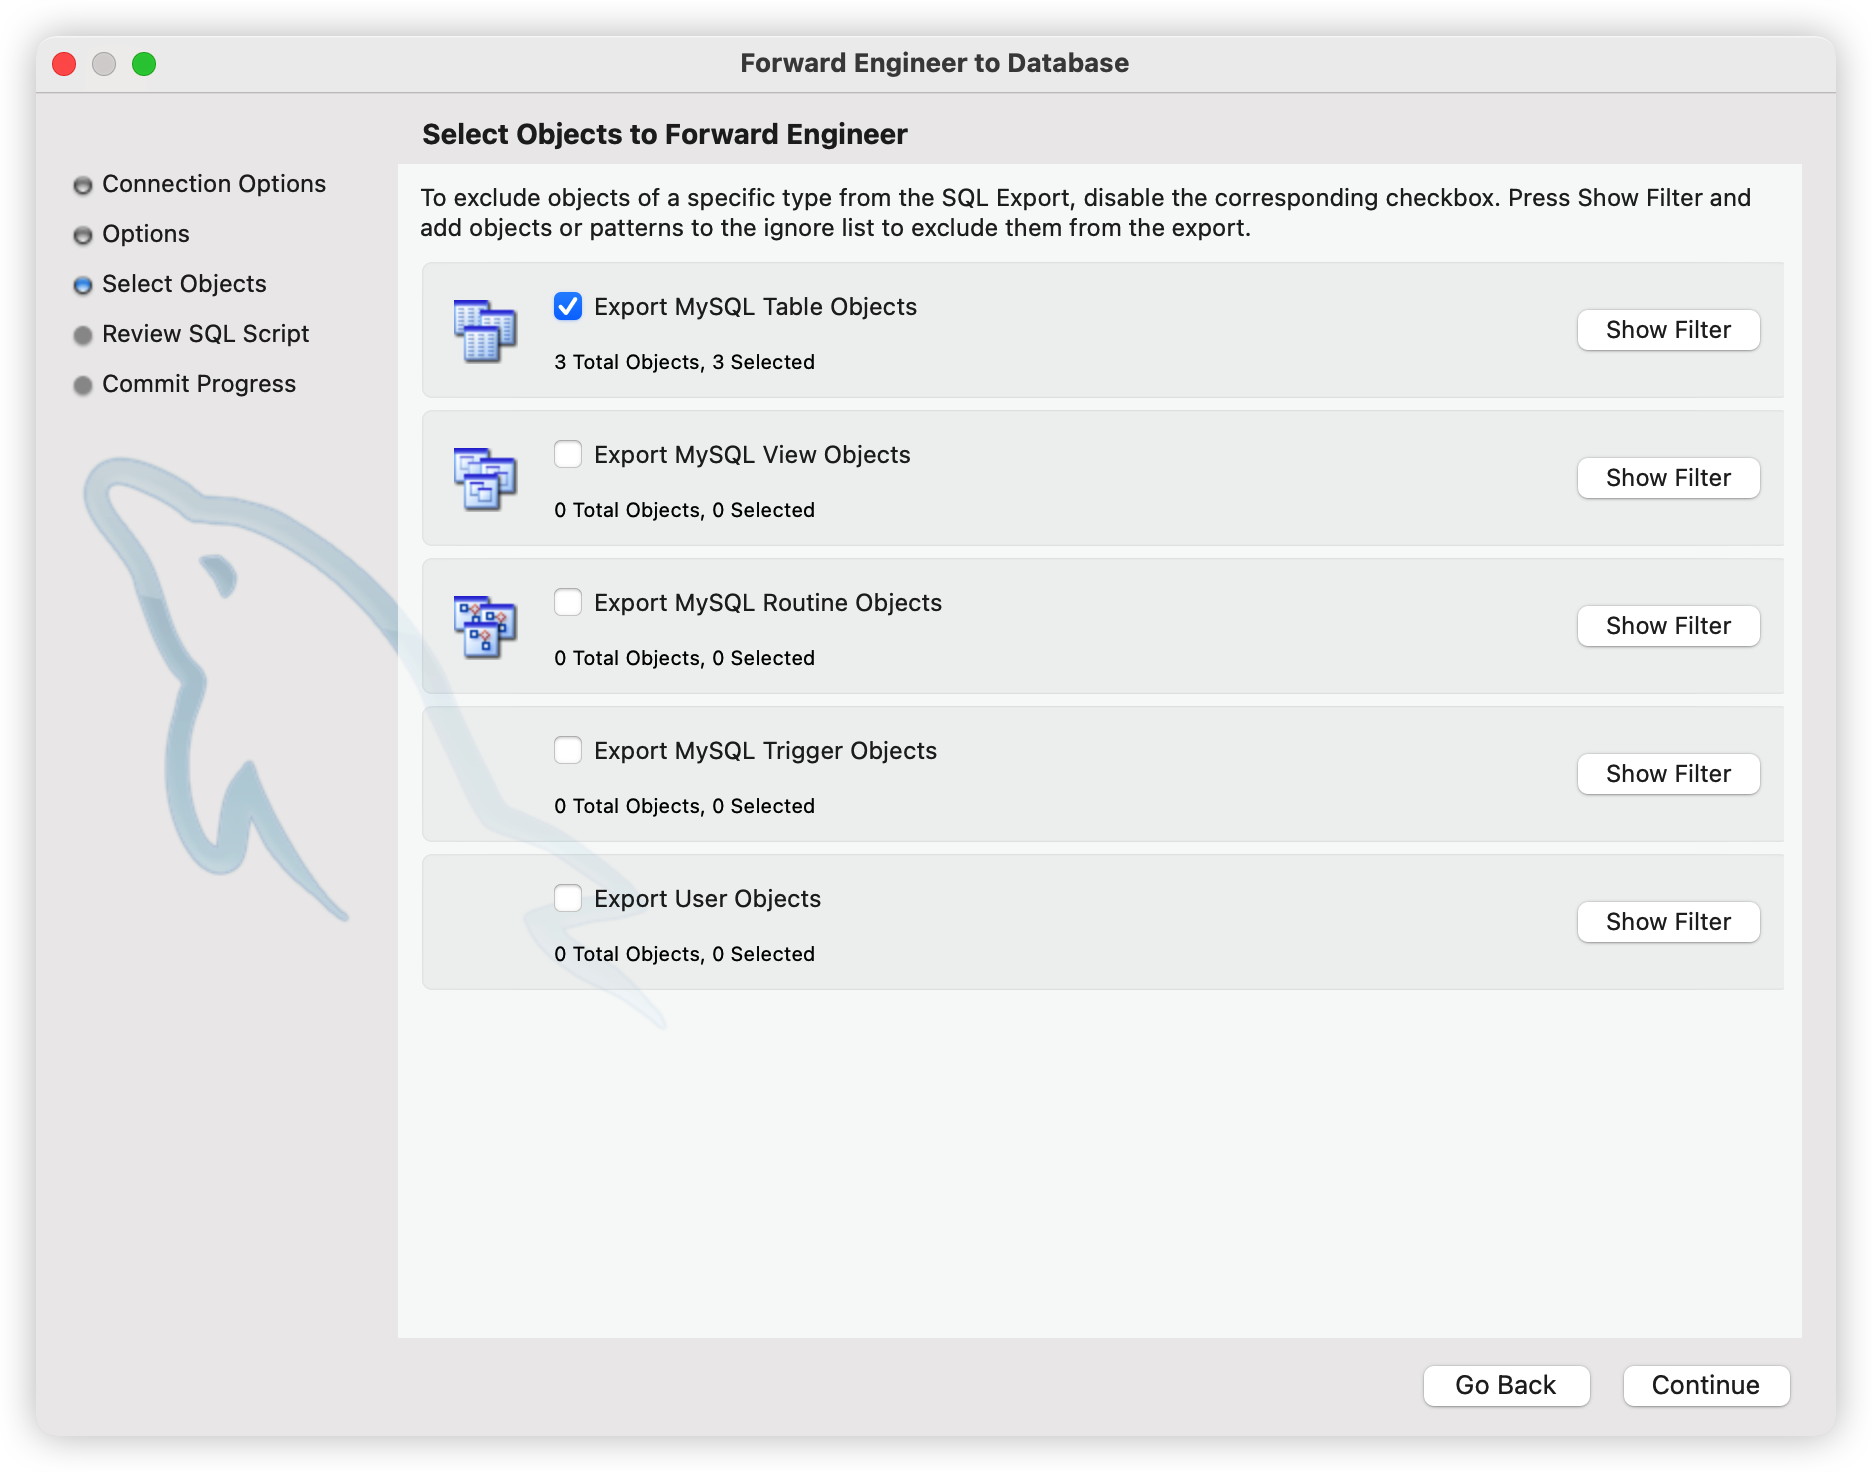 Forward Engineer to Database
Select Objects to Forward Engineer
Connection Options
Options
Select Objects
Review SQL Script
Commit Progress
To exclude objects of a specific type from the SQL Export, disable the corresponding checkbox. Press Show Filter and
add objects or patterns to the ignore list to exclude them from the export.
Export MySQL Table Objects
Show Filter
3 Total Objects, 3 Selected
Export MySQL View Objects
Show Filter
0 Total Objects, 0 Selected
Export MySQL Routine Objects
Show Filter
0 Total Objects, 0 Selected
Export MySQL Trigger Objects
Show Filter
0 Total Objects, 0 Selected
Export User Objects
Show Filter
0 Total Objects, 0 Selected
Go Back
Continue